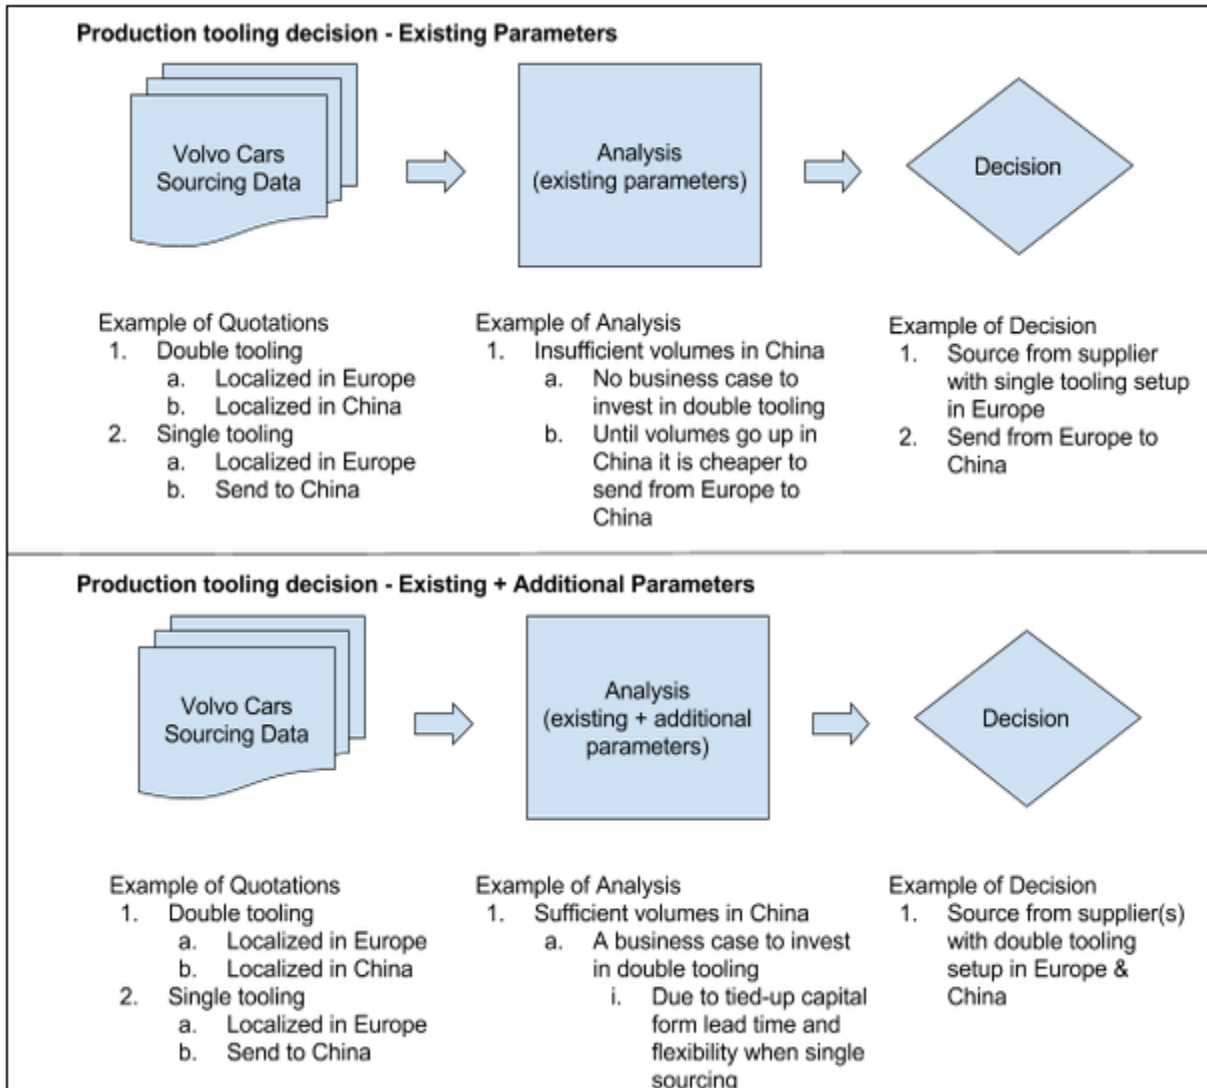 Production tooling decision - Existing Parameters
Volvo Cars
Sourcing Data
Analysis
(existing parameters)
Decision
Example of Quotations
1. Double tooling
a. Localized in Europe
b. Localized in China
2. Single tooling
a. Localized in Europe
b. Send to China
Example of Analysis
1. Insufficient volumes in China
a. No business case to
invest in double tooling
b. Until volumes go up in
China it is cheaper to
send from Europe to
China
Example of Decision
1. Source from supplier
with single tooling setup
in Europe
2. Send from Europe to
China
Production tooling decision - Existing + Additional Parameters
Volvo Cars
Sourcing Data
Analysis
(existing + additional
parameters)
Decision
Example of Quotations
1. Double tooling
a. Localized in Europe
b. Localized in China
2. Single tooling
a. Localized in Europe
b. Send to China
Example of Analysis
1. Sufficient volumes in China
a. A business case to invest
in double tooling
i. Due to tied-up capital
form lead time and
flexibility when single
sourcing
Example of Decision
1. Source from supplier(s)
with double tooling
setup in Europe &
China